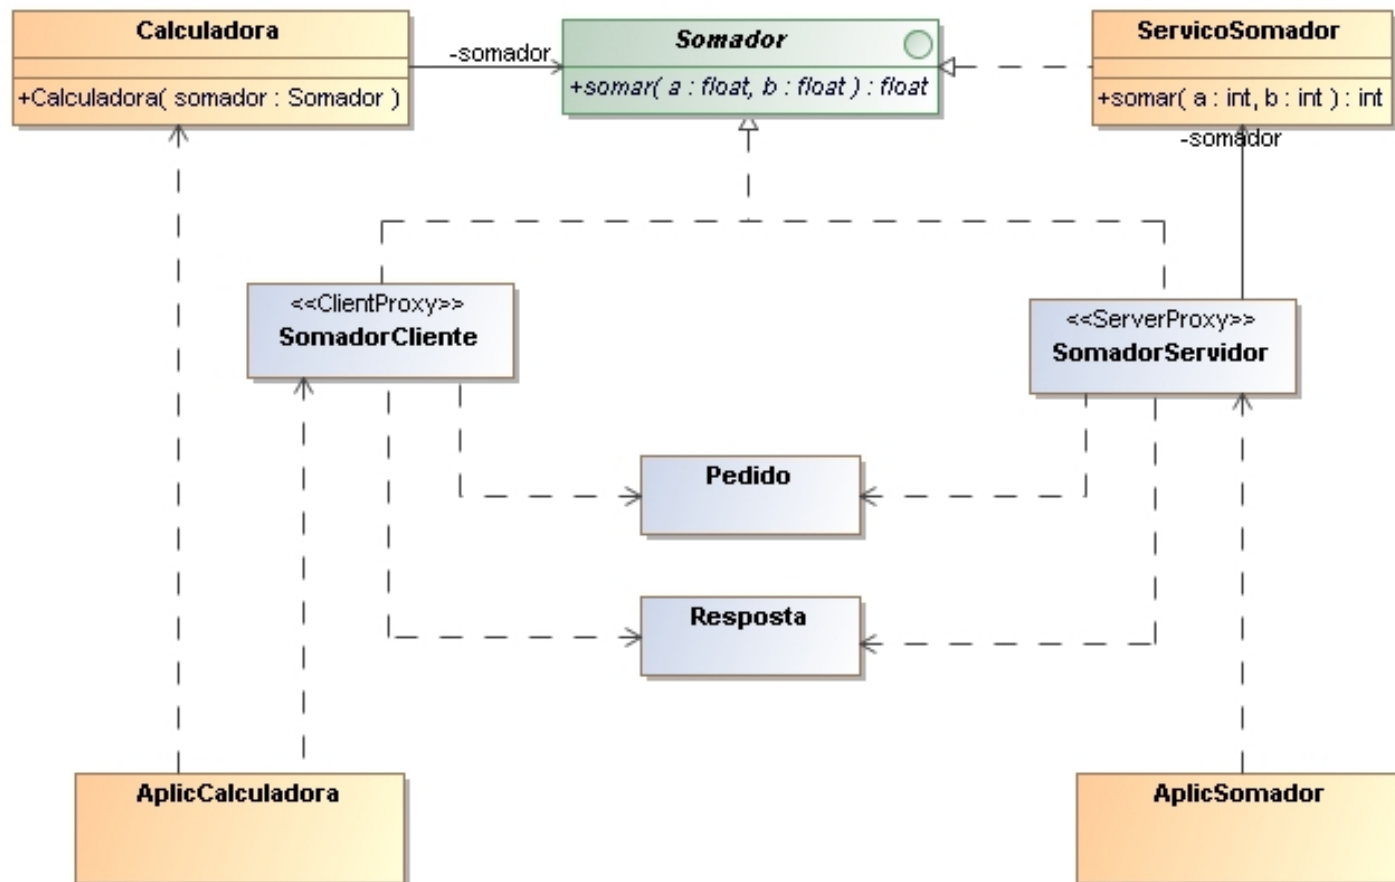 Calculadora
+Calculadora( somador : Somador )
-somador
Somador
+somar( a : float, b : float ) : float
ServicoSomador
+somar( a : int, b : int ) : int
-somador
<<ClientProxy>>
SomadorCliente
<<ServerProxy>>
SomadorServidor
Pedido
Resposta
AplicCalculadora
AplicSomador